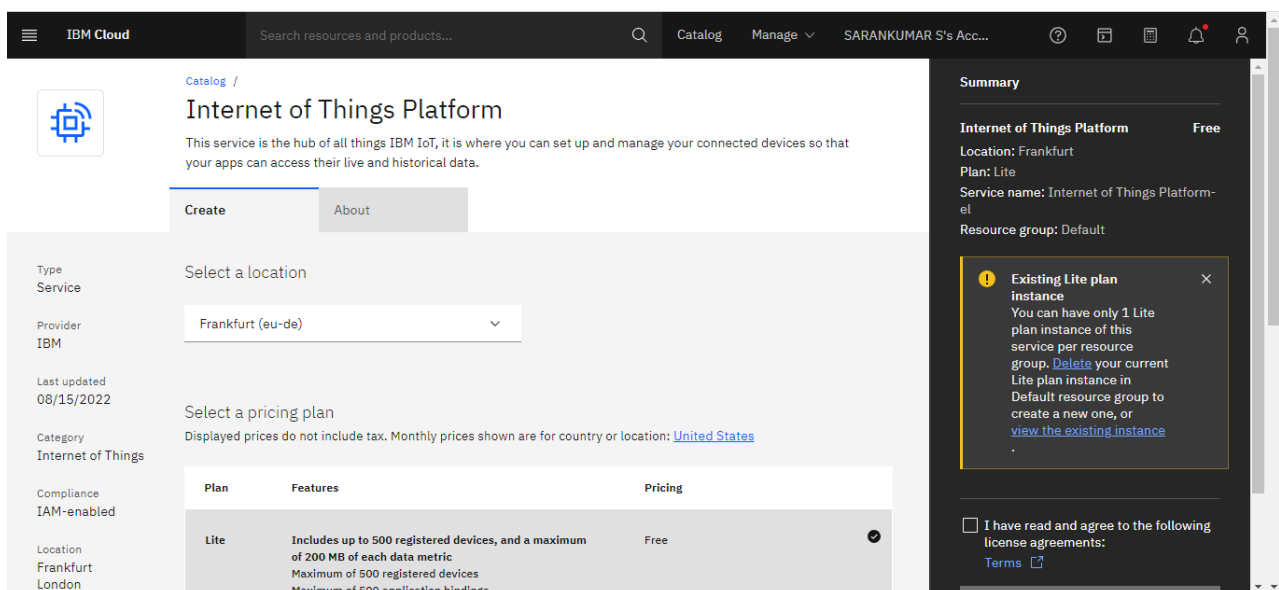 IBM Cloud
Search resources and products...
Catalog
Manage
SARANKUMAR S's Acc...
Catalog /
Internet of Things Platform
This service is the hub of all things IBM IoT, it is where you can set up and manage your connected devices so that
your apps can access their live and historical data.
Create
About
Type
Service
Provider
IBM
Last updated
08/15/2022
Category
Internet of Things
Compliance
IAM-enabled
Location
Frankfurt
London
Select a location
Frankfurt (eu-de)
Select a pricing plan
Displayed prices do not include tax. Monthly prices shown are for country or location: United States
Plan Features Pricing
Lite Includes up to 500 registered devices, and a maximum Free
of 200 MB of each data metric
Maximum of 500 registered devices
Maximum of 500 application bindings
Summary
Internet of Things Platform Free
Location: Frankfurt
Plan: Lite
Service name: Internet of Things Platform-
el
Resource group: Default
Existing Lite plan
instance
You can have only 1 Lite
plan instance of this
service per resource
group. Delete your current
Lite plan instance in
Default resource group to
create a new one, or
view the existing instance
.
I have read and agree to the following
license agreements:
Terms